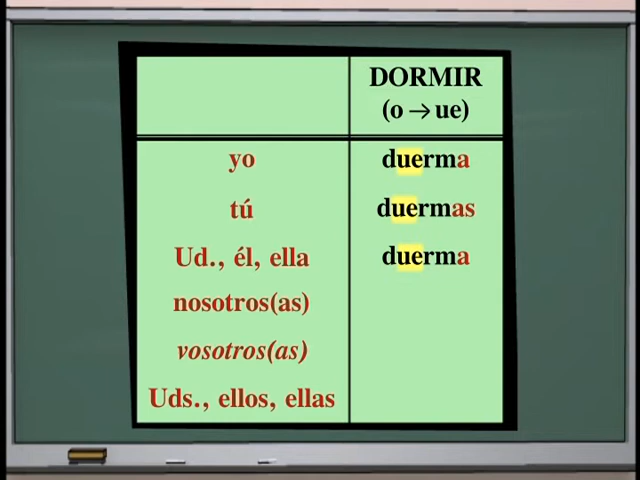 DORMIR
(o → ue)
yo duerma
tú duermas
Ud., él, ella duerma
nosotros(as)
vosotros(as)
Uds., ellos, ellas